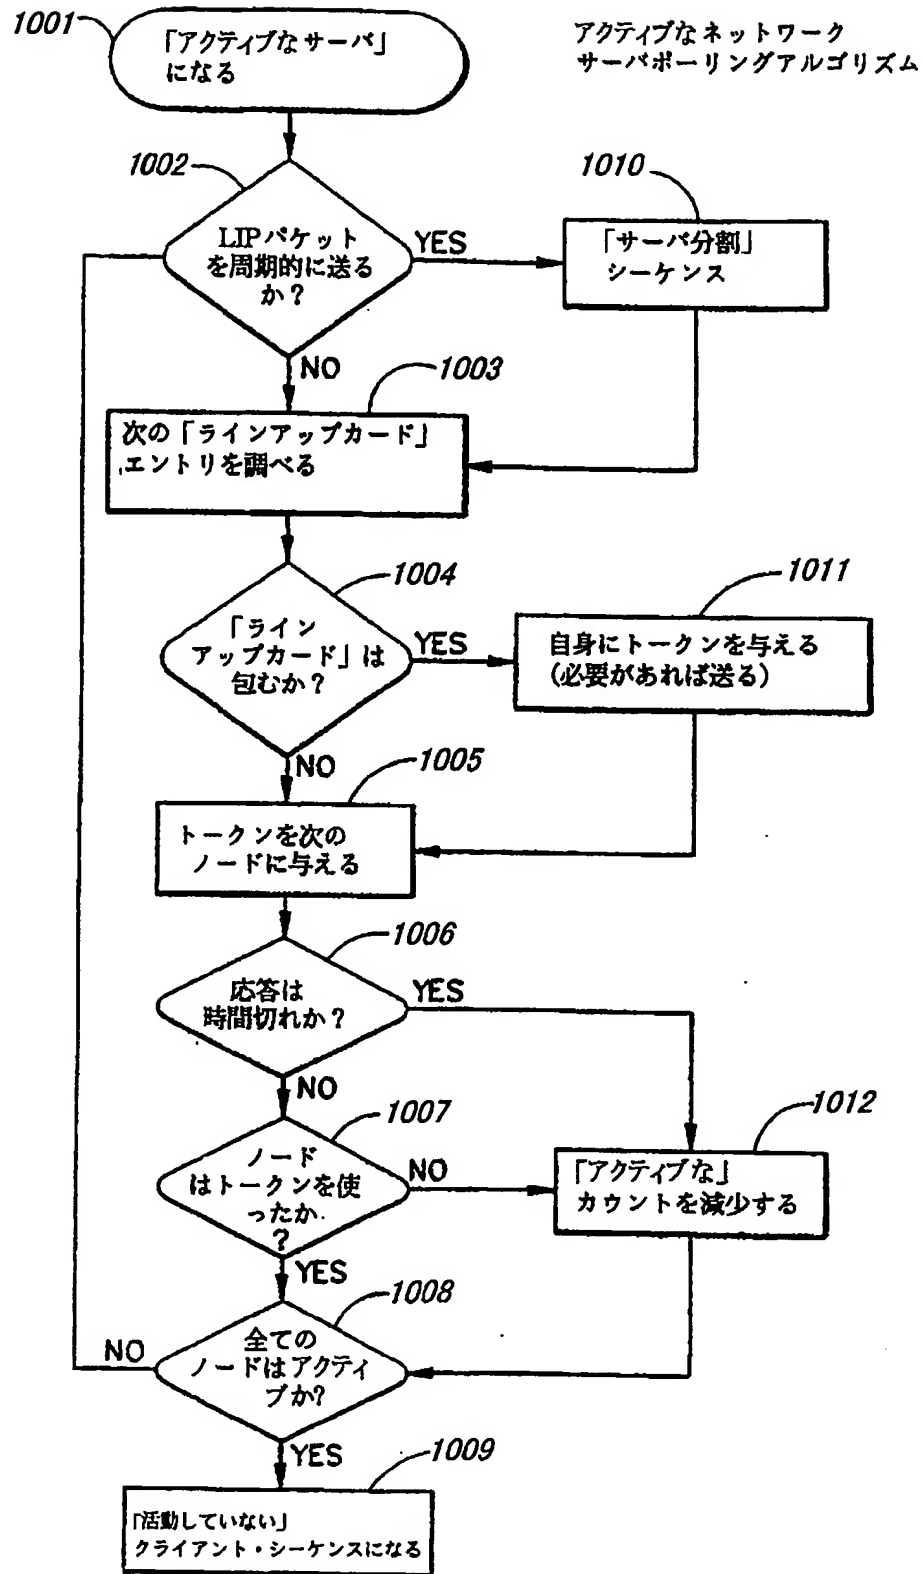 1001
「アクティブなサーバ」
になる
アクティブなネットワーク
サーバポーリングアルゴリズム
1002
LIPパケット
を周期的に送る
か？
YES
1010
「サーバ分割」
シーケンス
NO
1003
次の「ラインアップカード」
エントリを調べる
1004
「ライン
アップカード」は
包むか？
YES
1011
自身にトークンを与える
(必要があれば送る)
NO
1005
トークンを次の
ノードに与える
1006
応答は
時間切れか？
YES
NO
1007
ノード
はトークンを使
ったか
？
NO
1012
「アクティブな」
カウントを減少する
YES
1008
全ての
ノードはアクティ
ブか?
NO
YES
1009
「活動していない」
クライアント・シーケンスになる